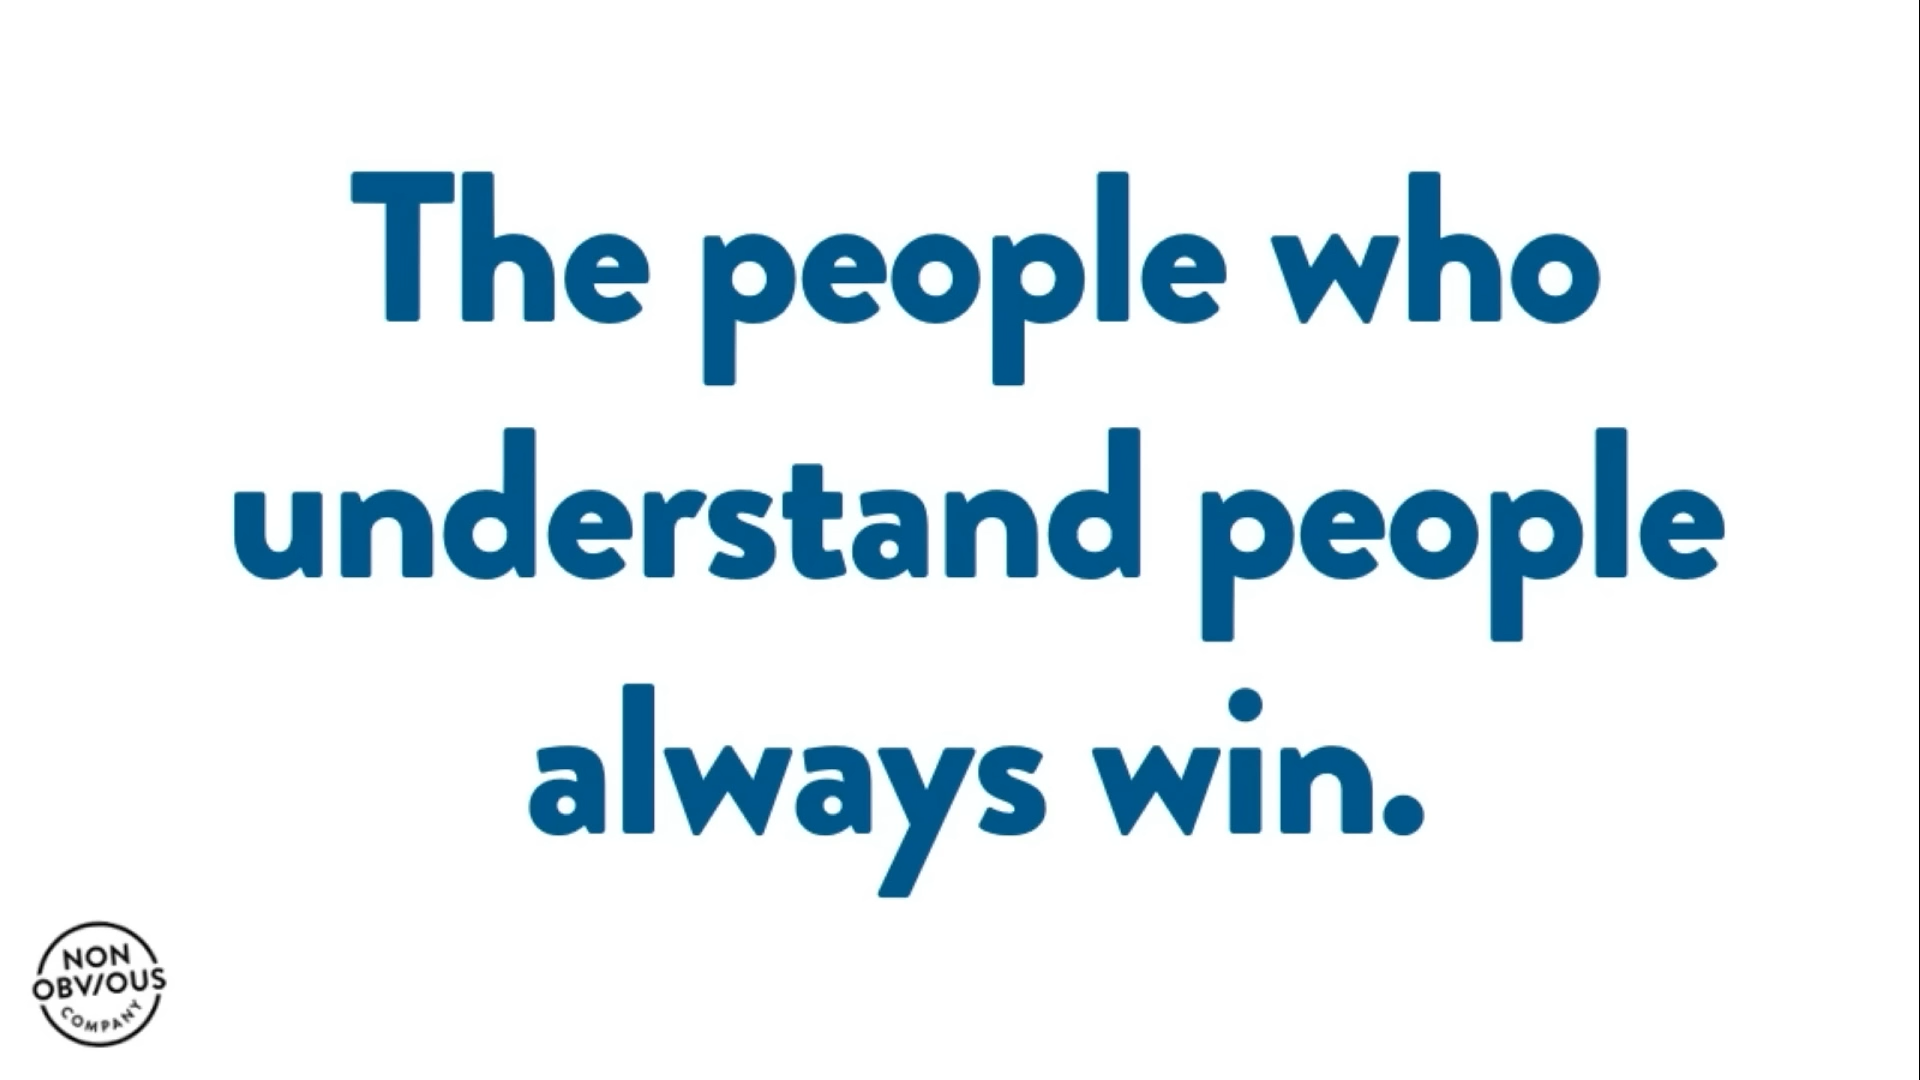 The people who
understand people
always win.
NON
OBV/OUS
COMPANY